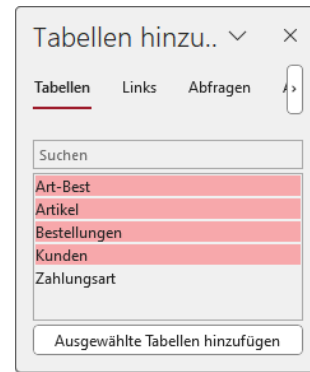 Tabellen hinzu..
Tabellen Links Abfragen
Suchen
Art-Best
Artikel
Bestellungen
Kunden
Zahlungsart
Ausgewählte Tabellen hinzufügen